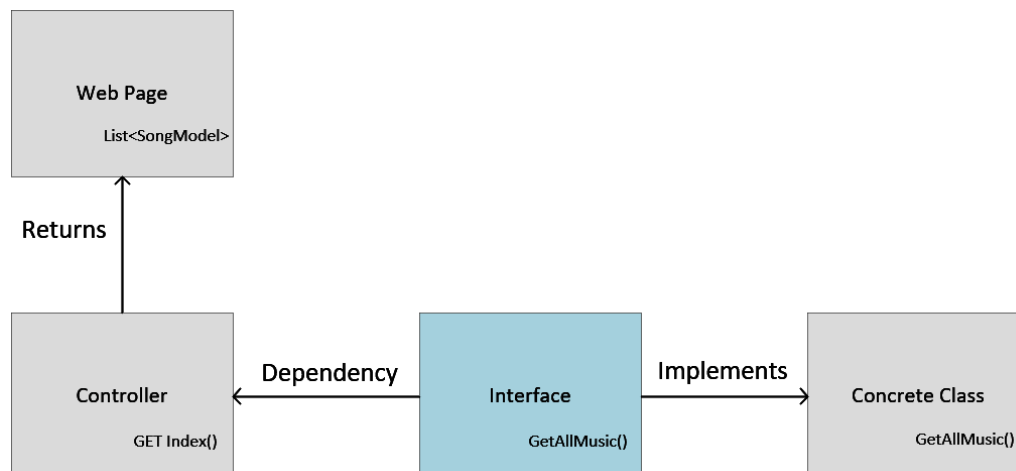 Web Page
List<SongModel>
Returns
Dependency
Implements
Controller
Interface
Concrete Class
GET Index()
GetAllMusic()
GetAllMusic()